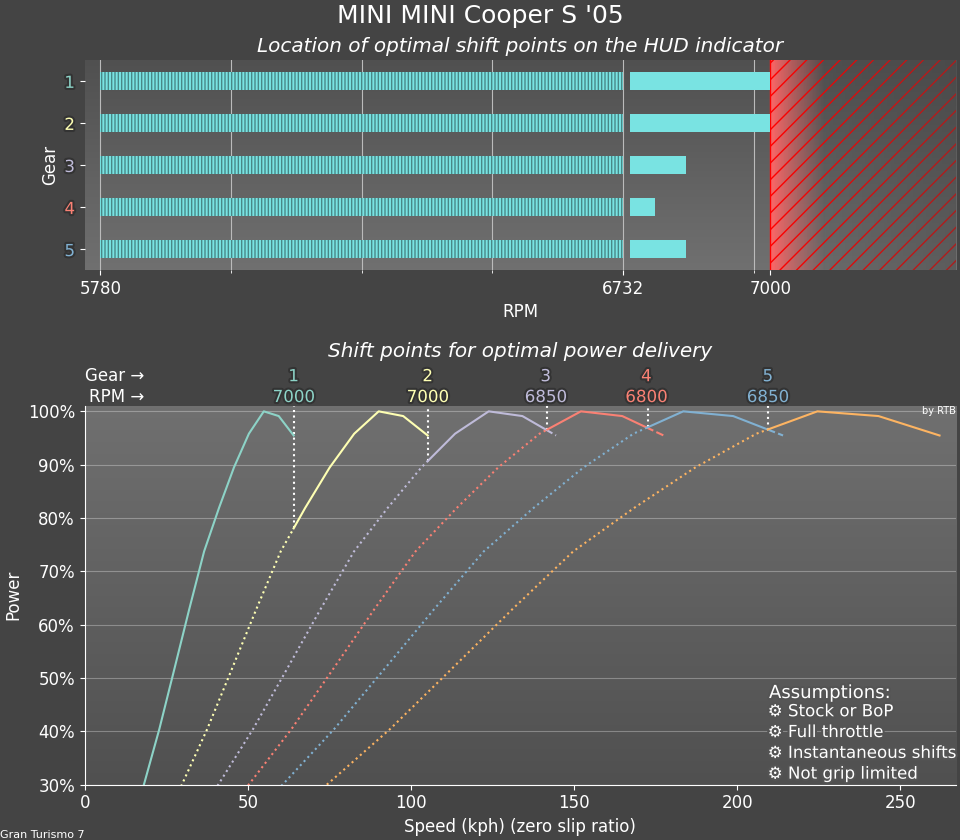 MINI MINI Cooper S '05
Location of optimal shift points on the HUD indicator
Gear
1
2
3
4
5
5780 6732 7000
RPM
Shift points for optimal power delivery
Gear → 1 2 3 4 5
RPM → 7000 7000 6850 6800 6850
by RTB
100%
90%
80%
70%
60%
50%
40%
30%
Power
Assumptions:
⚙ Stock or BoP
⚙ Full throttle
⚙ Instantaneous shifts
⚙ Not grip limited
0 50 100 150 200 250
Speed (kph) (zero slip ratio)
Gran Turismo 7